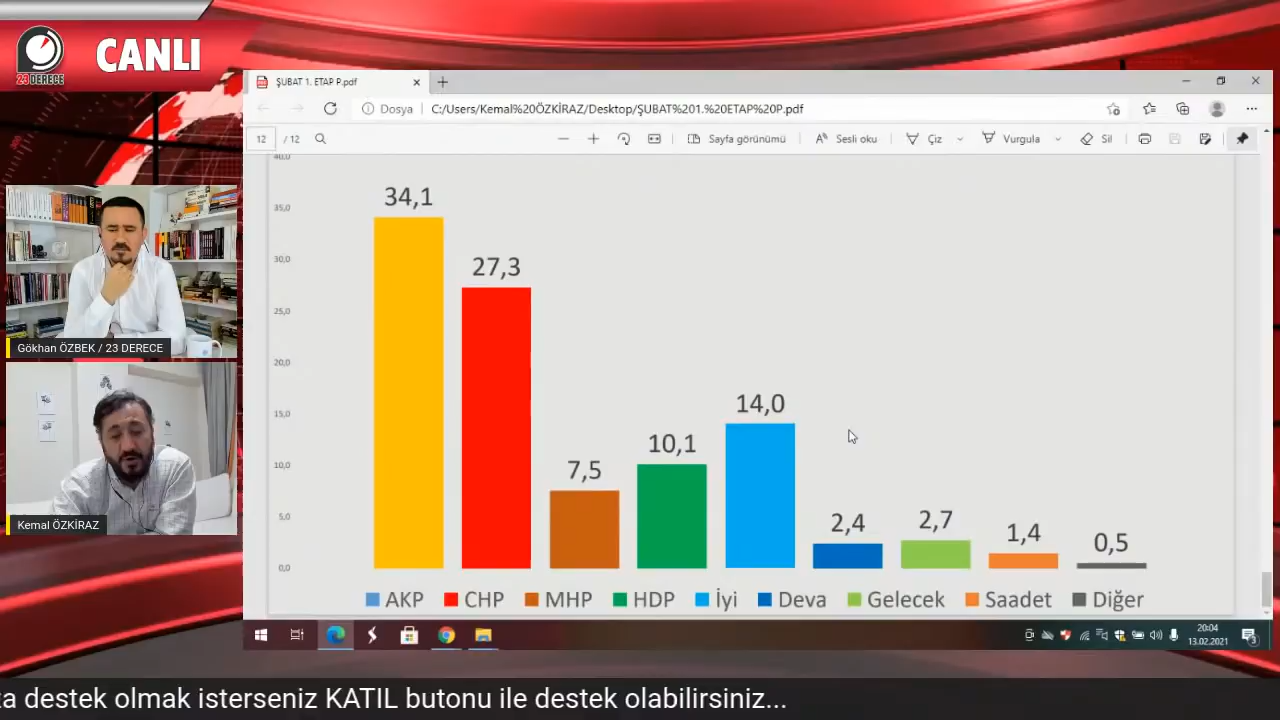 23 DERECE
CANLI
ŞUBAT 1. ETAP P.pdf
Dosya
C:/Users/Kemal%20ÖZKİRAZ/Desktop/ŞUBAT%201.%20ETAP%20P.pdf
12 / 12
Sayfa görünümü
Sesli oku
Çiz
Vurgula
Sil
40,0
35,0
30,0
25,0
20,0
15,0
10,0
5,0
0,0
34,1
27,3
7,5
10,1
14,0
2,4
2,7
1,4
0,5
AKP CHP MHP HDP İyi Deva Gelecek Saadet Diğer
Gökhan ÖZBEK / 23 DERECE
Kemal ÖZKİRAZ
20:04
13.02.2021
3
ta destek olmak isterseniz KATIL butonu ile destek olabilirsiniz...